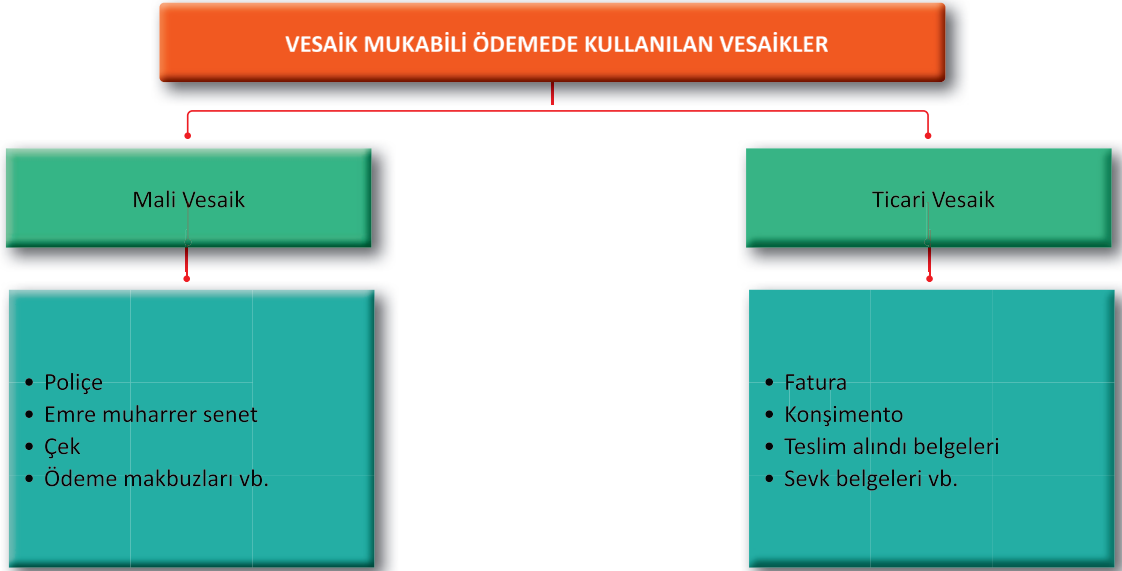 VESAİK MUKABİLİ ÖDEMEDE KULLANILAN VESAİKLER
Mali Vesaik
Ticari Vesaik
• Poliçe
• Emre muharrer senet
• Çek
• Ödeme makbuzları vb.
• Fatura
• Konşimento
• Teslim alındı belgeleri
• Sevk belgeleri vb.